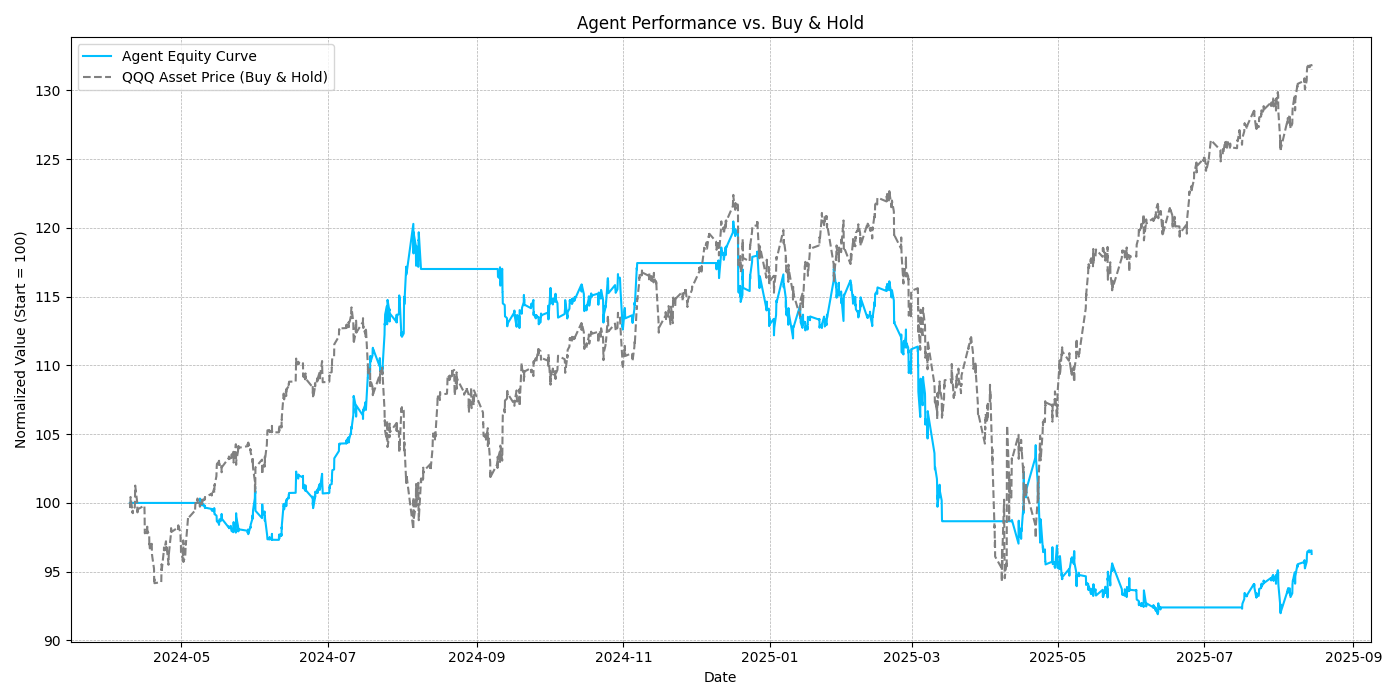 Agent Performance vs. Buy & Hold
Agent Equity Curve
QQQ Asset Price (Buy & Hold)
Normalized Value (Start = 100)
130
125
120
115
110
105
100
95
90
2024-05 2024-07 2024-09 2024-11 2025-01 2025-03 2025-05 2025-07 2025-09
Date